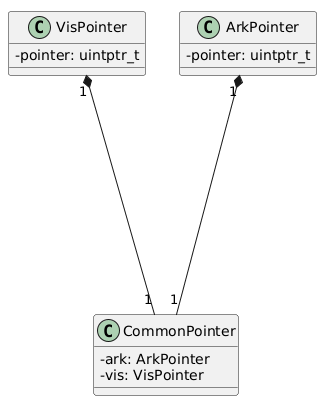 C VisPointer
-pointer: uintptr_t
C ArkPointer
-pointer: uintptr_t
1
1
1
1
C CommonPointer
-ark: ArkPointer
-vis: VisPointer